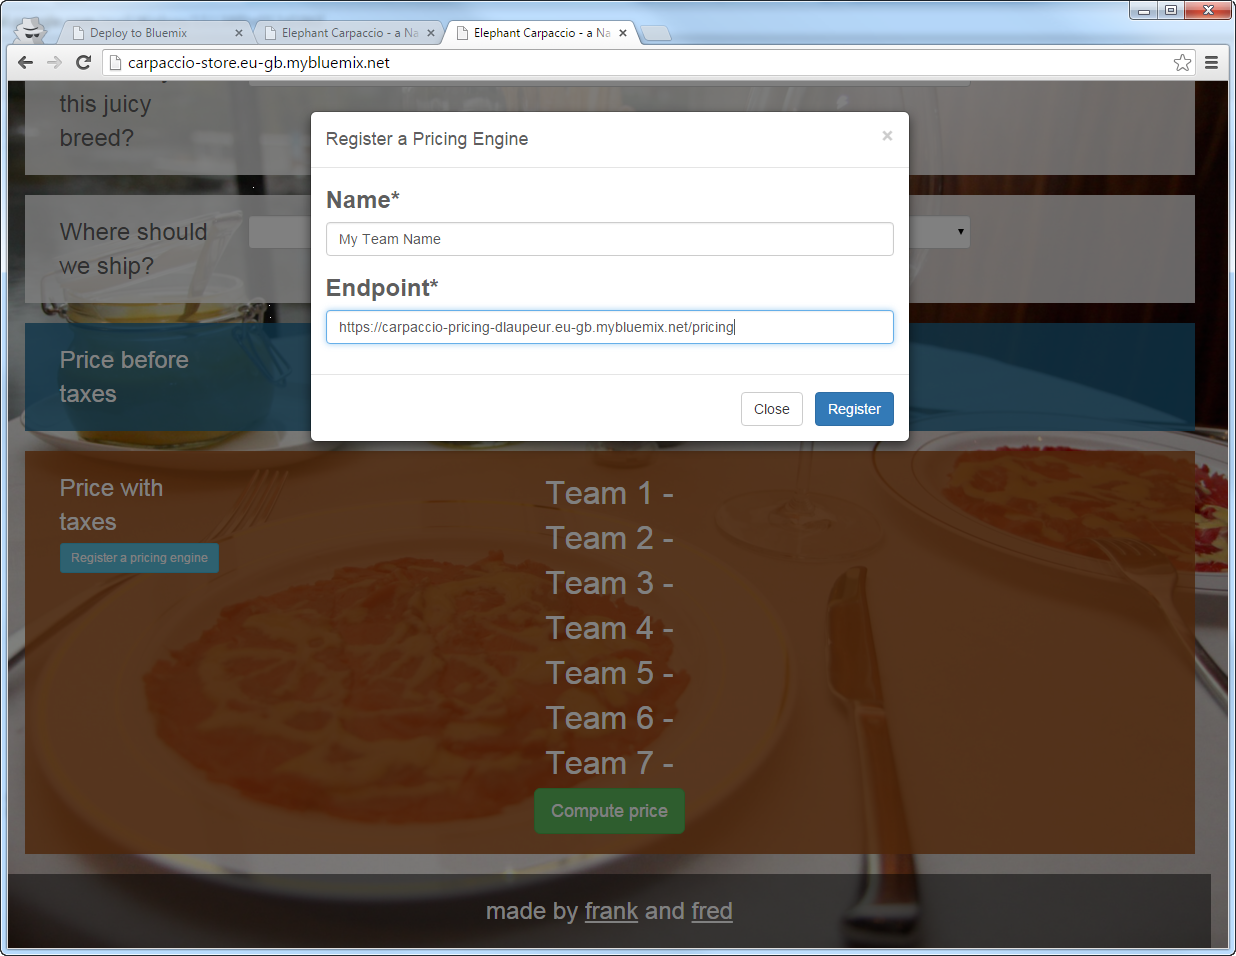 Deploy to Bluemix
Elephant Carpaccio - a Na
Elephant Carpaccio - a Na
carpaccio-store.eu-gb.mybluemix.net
this juicy
breed?
Register a Pricing Engine
×
Name*
My Team Name
Where should
we ship?
Endpoint*
https://carpaccio-pricing-dlaupeur.eu-gb.mybluemix.net/pricing
Price before
taxes
Close
Register
Price with
taxes
Register a pricing engine
Team 1 -
Team 2 -
Team 3 -
Team 4 -
Team 5 -
Team 6 -
Team 7 -
Compute price
made by frank and fred